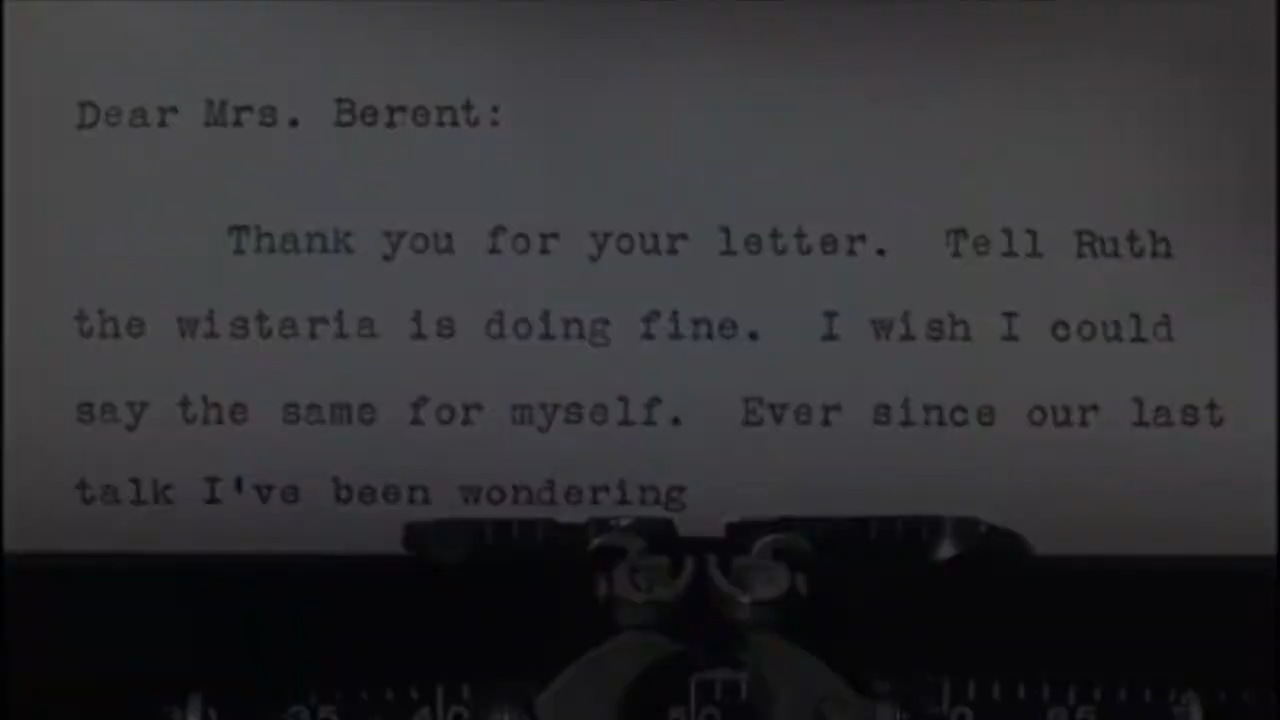 Dear Mrs. Berent:
Thank you for your letter. Tell Ruth
the wistaria is doing fine. I wish I could
say the same for myself. Ever since our last
talk I've been wondering